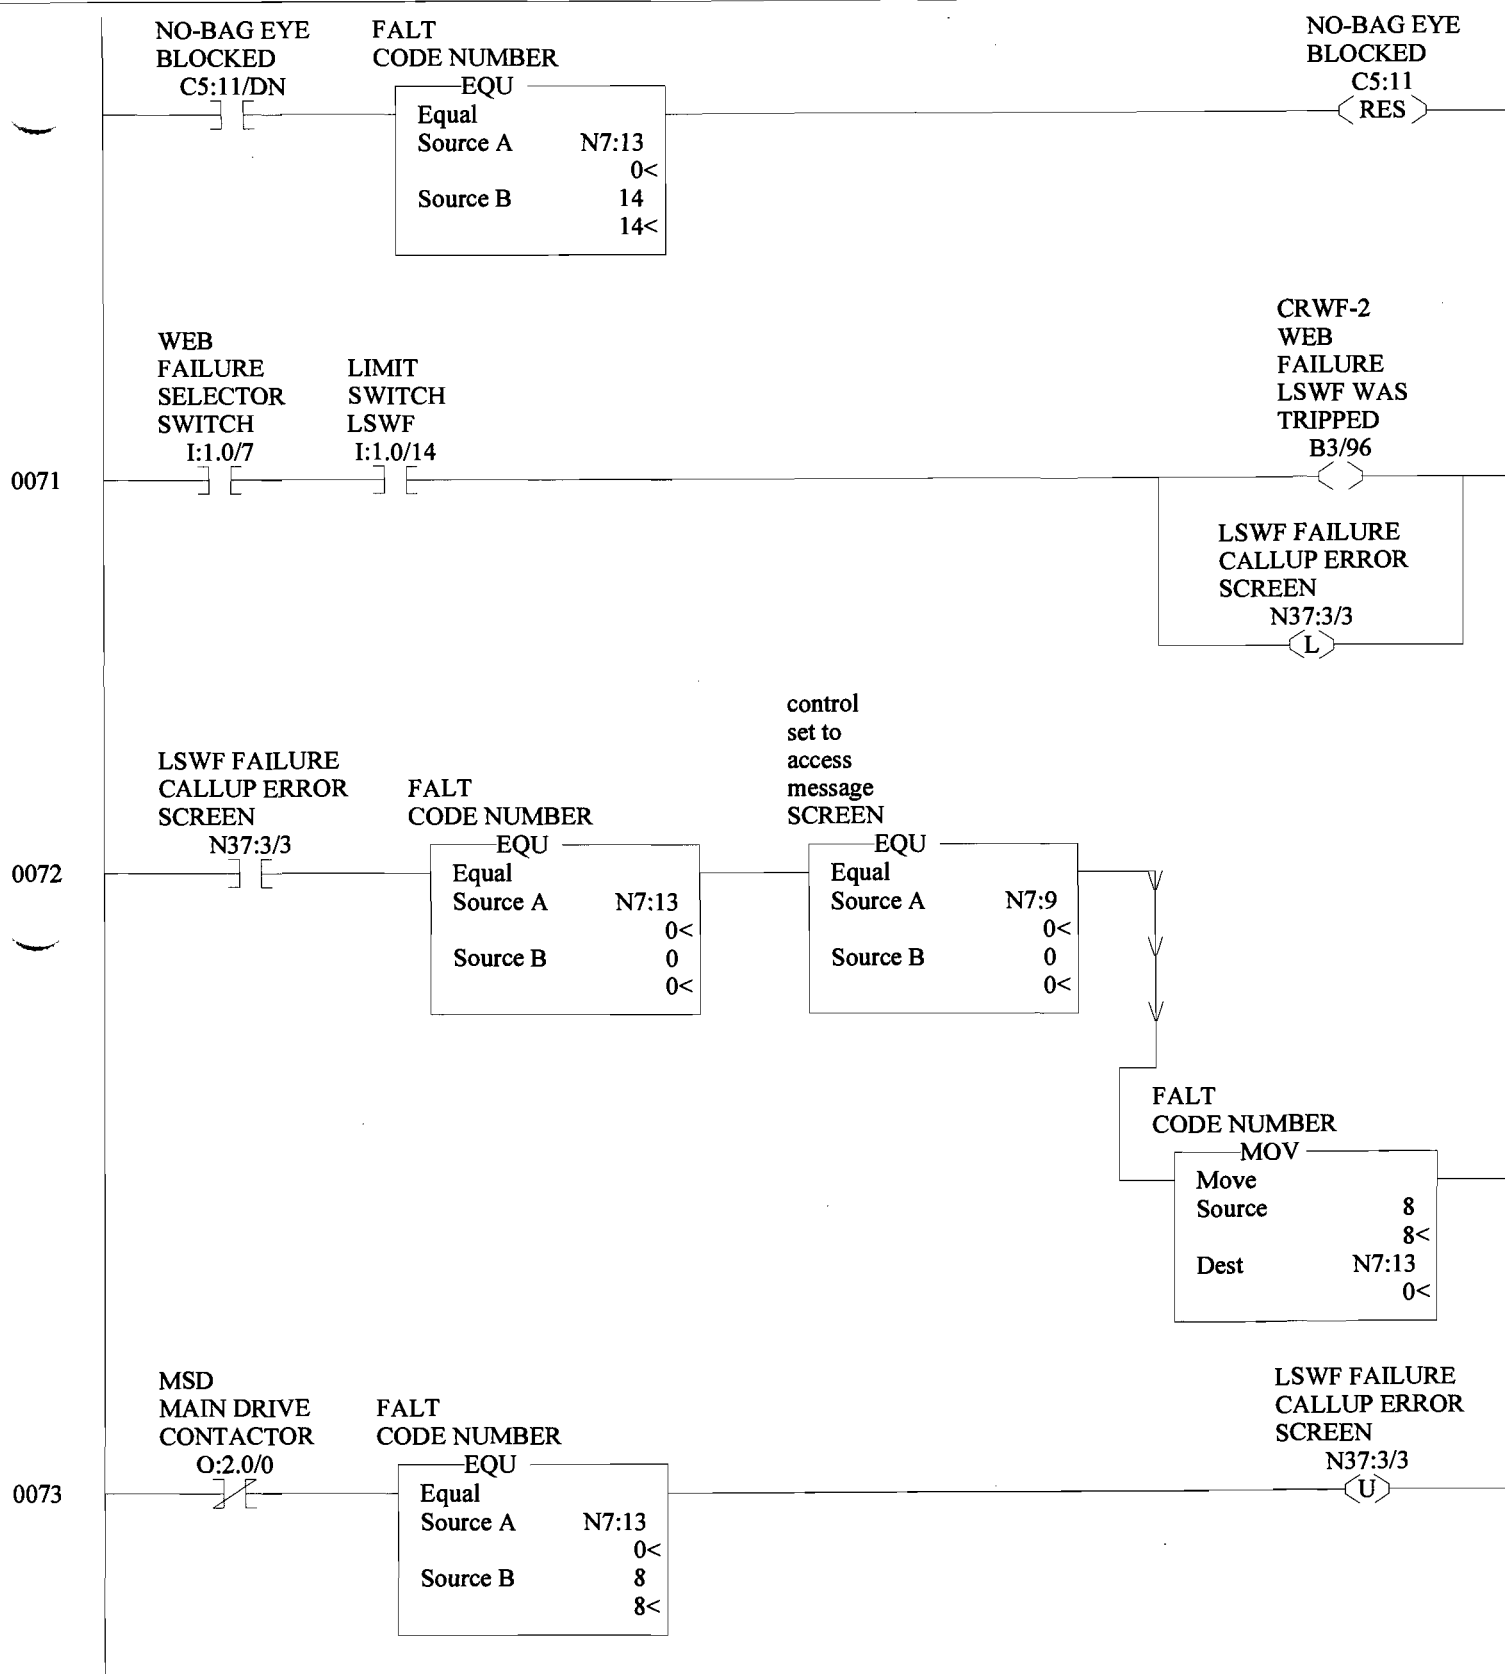 NO-BAG EYE
BLOCKED
C5:11/DN
FALT
CODE NUMBER
EQU
Equal
Source A N7:13
0<
Source B 14
14<
NO-BAG EYE
BLOCKED
C5:11
RES
0071
WEB
FAILURE
SELECTOR
SWITCH
I:1.0/7
LIMIT
SWITCH
LSWF
I:1.0/14
CRWF-2
WEB
FAILURE
LSWF WAS
TRIPPED
B3/96
LSWF FAILURE
CALLUP ERROR
SCREEN
N37:3/3
L
0072
LSWF FAILURE
CALLUP ERROR
SCREEN
N37:3/3
FALT
CODE NUMBER
EQU
Equal
Source A N7:13
0<
Source B 0
0<
control
set to
access
message
SCREEN
EQU
Equal
Source A N7:9
0<
Source B 0
0<
FALT
CODE NUMBER
MOV
Move
Source 8
8<
Dest N7:13
0<
0073
MSD
MAIN DRIVE
CONTACTOR
O:2.0/0
FALT
CODE NUMBER
EQU
Equal
Source A N7:13
0<
Source B 8
8<
LSWF FAILURE
CALLUP ERROR
SCREEN
N37:3/3
U